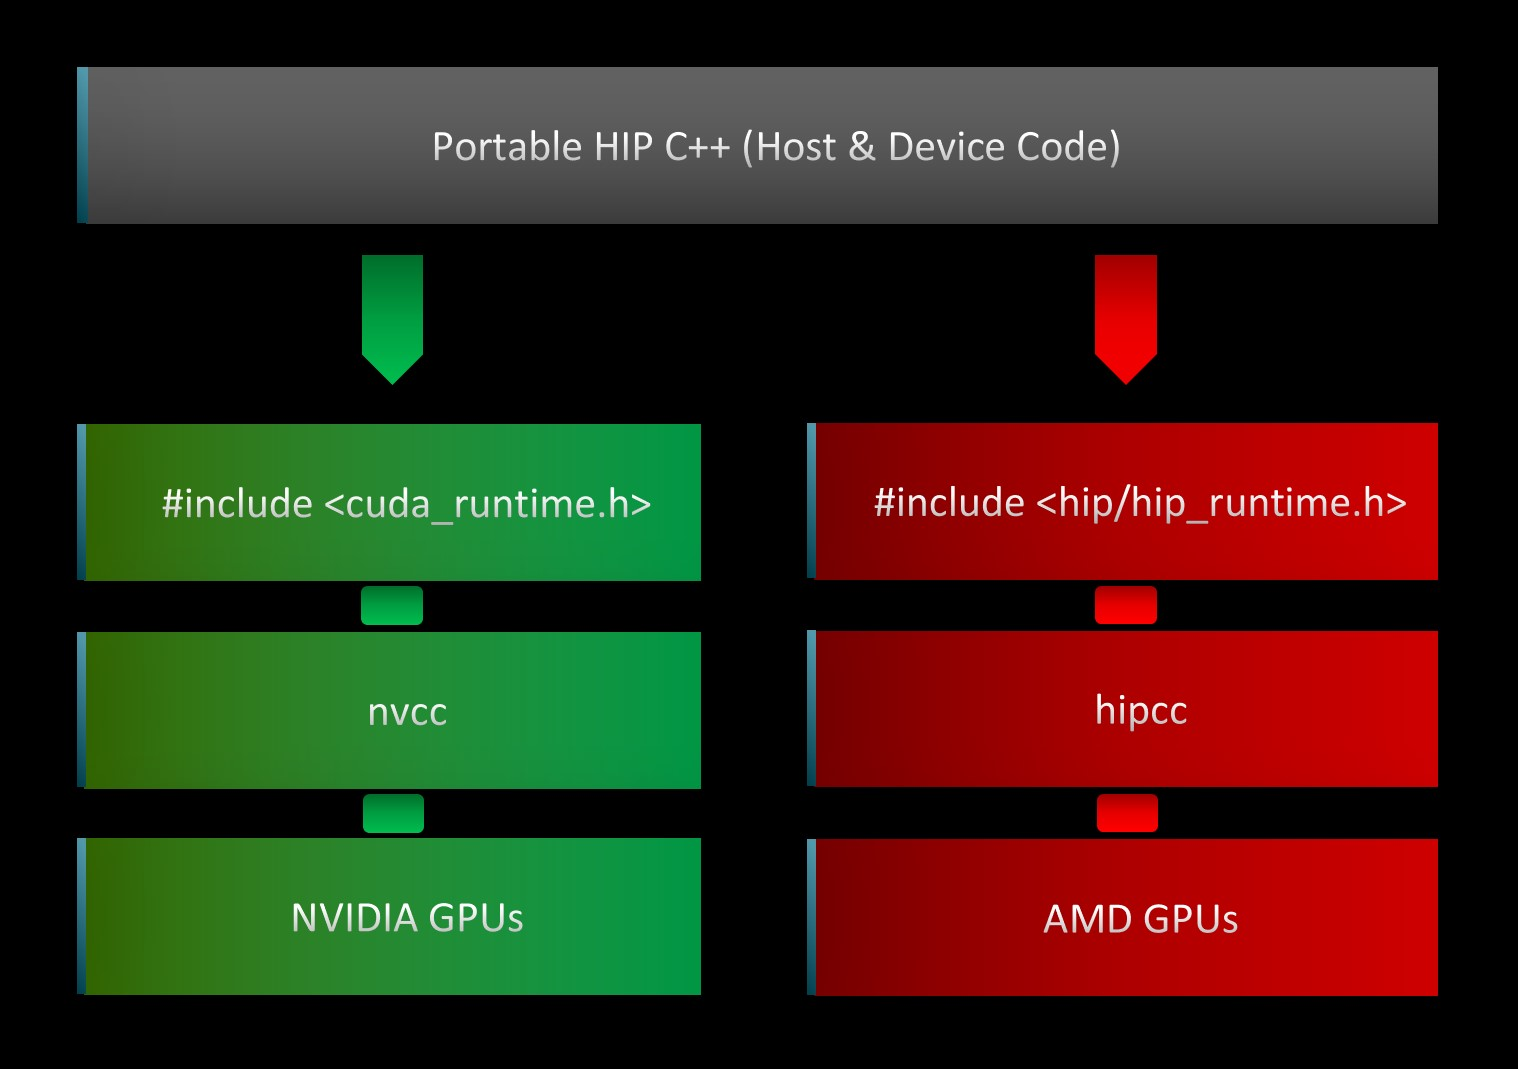 Portable HIP C++ (Host & Device Code)
#include <cuda_runtime.h>
#include <hip/hip_runtime.h>
nvcc
hipcc
NVIDIA GPUs
AMD GPUs